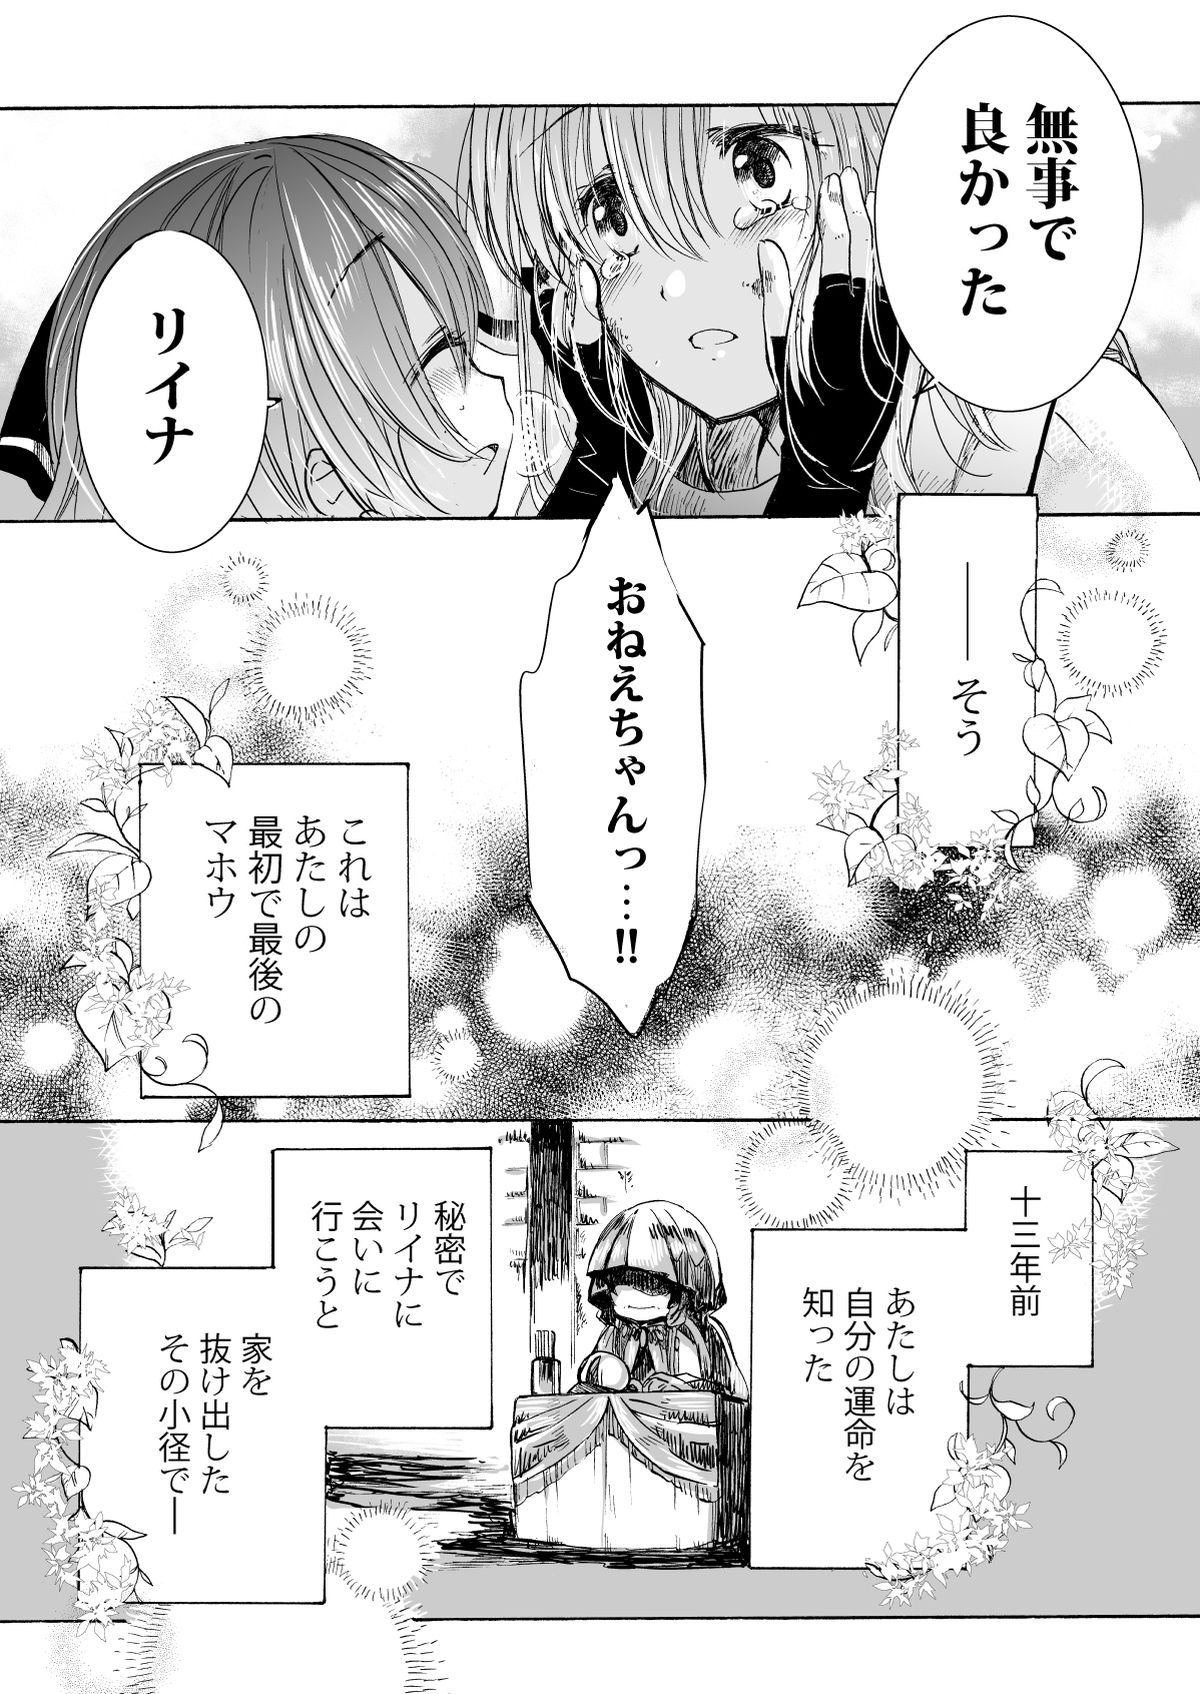 無事で
良かった
リイナ
おねえちゃんっ…!!
――そう
これは
あたしの
最初で最後の
マホウ
十三年前
あたしは
自分の運命を
知った
秘密で
リイナに
会いに
行こうと
家を
抜け出した
その小径で―